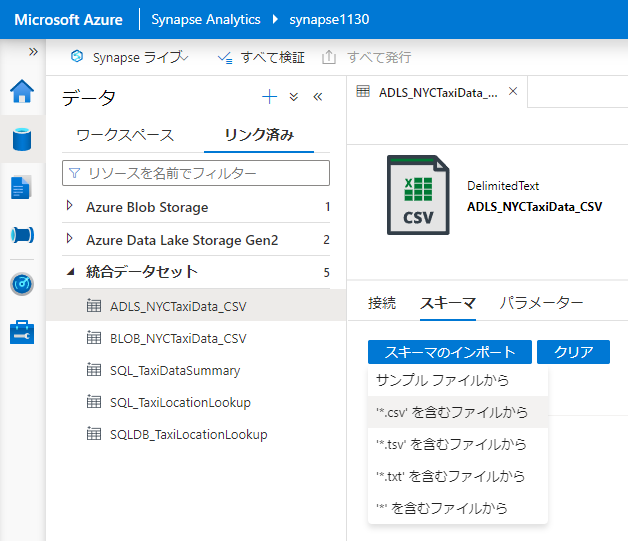 Microsoft Azure
Synapse Analytics
synapse1130
»
Synapse ライブ
すべて検証
すべて発行
データ
ワークスペース
リンク済み
リソースを名前でフィルター
Azure Blob Storage 1
Azure Data Lake Storage Gen2 2
統合データセット 5
ADLS_NYCTaxiData_CSV
BLOB_NYCTaxiData_CSV
SQL_TaxiDataSummary
SQL_TaxiLocationLookup
SQLDB_TaxiLocationLookup
ADLS_NYCTaxiData_...
CSV
DelimitedText
ADLS_NYCTaxiData_CSV
接続
スキーマ
パラメーター
スキーマのインポート
クリア
サンプル ファイルから
'*.csv' を含むファイルから
'*.tsv' を含むファイルから
'*.txt' を含むファイルから
'*' を含むファイルから